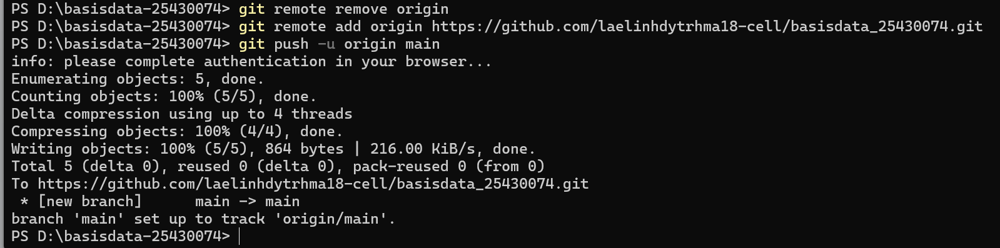 PS D:\basisdata-25430074> git remote remove origin
PS D:\basisdata-25430074> git remote add origin https://github.com/laelinhdytrhma18-cell/basisdata_25430074.git
PS D:\basisdata-25430074> git push -u origin main
info: please complete authentication in your browser...
Enumerating objects: 5, done.
Counting objects: 100% (5/5), done.
Delta compression using up to 4 threads
Compressing objects: 100% (4/4), done.
Writing objects: 100% (5/5), 864 bytes | 216.00 KiB/s, done.
Total 5 (delta 0), reused 0 (delta 0), pack-reused 0 (from 0)
To https://github.com/laelinhdytrhma18-cell/basisdata_25430074.git
 * [new branch]      main -> main
branch 'main' set up to track 'origin/main'.
PS D:\basisdata-25430074>